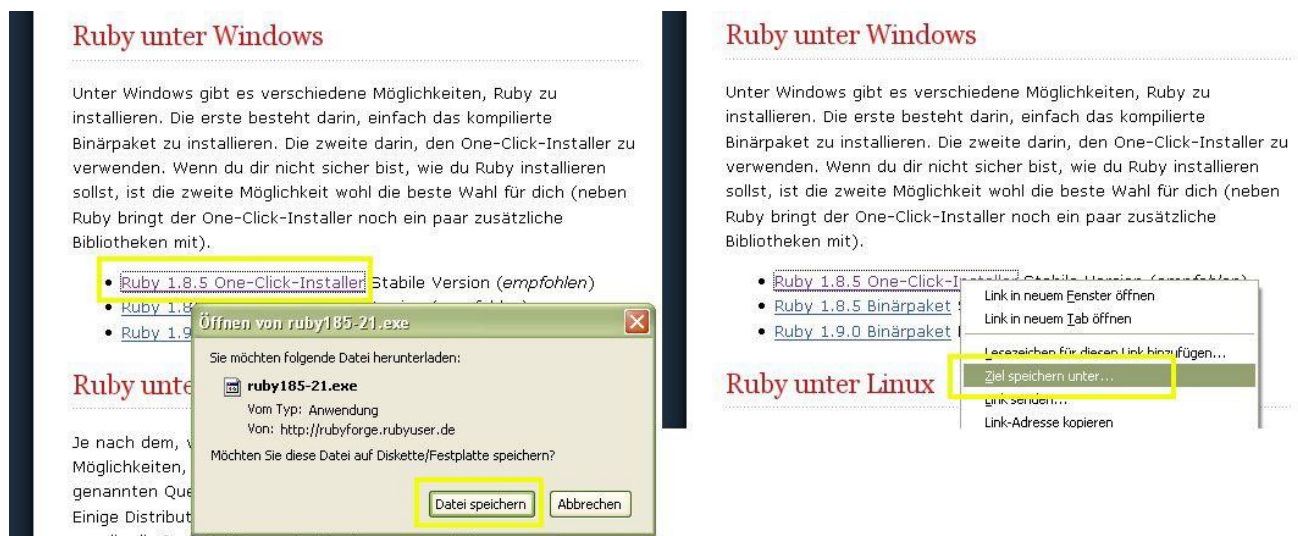 Ruby unter Windows
Unter Windows gibt es verschiedene Möglichkeiten, Ruby zu
installieren. Die erste besteht darin, einfach das kompilierte
Binärpaket zu installieren. Die zweite darin, den One-Click-Installer zu
verwenden. Wenn du dir nicht sicher bist, wie du Ruby installieren
sollst, ist die zweite Möglichkeit wohl die beste Wahl für dich (neben
Ruby bringt der One-Click-Installer noch ein paar zusätzliche
Bibliotheken mit).
Ruby 1.8.5 One-Click-Installer Stabile Version (empfohlen)
Ruby 1.8
Ruby 1.9
Ruby unte
Je nach dem,
Möglichkeiten,
genannten Que
Einige Distribut
Öffnen von ruby185-21.exe
Sie möchten folgende Datei herunterladen:
ruby185-21.exe
Vom Typ: Anwendung
Von: http://rubyforge.rubyuser.de
Möchten Sie diese Datei auf Diskette/Festplatte speichern?
Datei speichern Abbrechen
Ruby unter Windows
Unter Windows gibt es verschiedene Möglichkeiten, Ruby zu
installieren. Die erste besteht darin, einfach das kompilierte
Binärpaket zu installieren. Die zweite darin, den One-Click-Installer zu
verwenden. Wenn du dir nicht sicher bist, wie du Ruby installieren
sollst, ist die zweite Möglichkeit wohl die beste Wahl für dich (neben
Ruby bringt der One-Click-Installer noch ein paar zusätzliche
Bibliotheken mit).
Ruby 1.8.5 One-Click-Installer Stabile Version (empfohlen)
Ruby 1.8.5 Binärpaket
Ruby 1.9.0 Binärpaket
Ruby unter Linux
Link in neuem Fenster öffnen
Link in neuem Tab öffnen
Lesezeichen für diesen Link hinzufügen...
Ziel speichern unter...
Link senden...
Link-Adresse kopieren